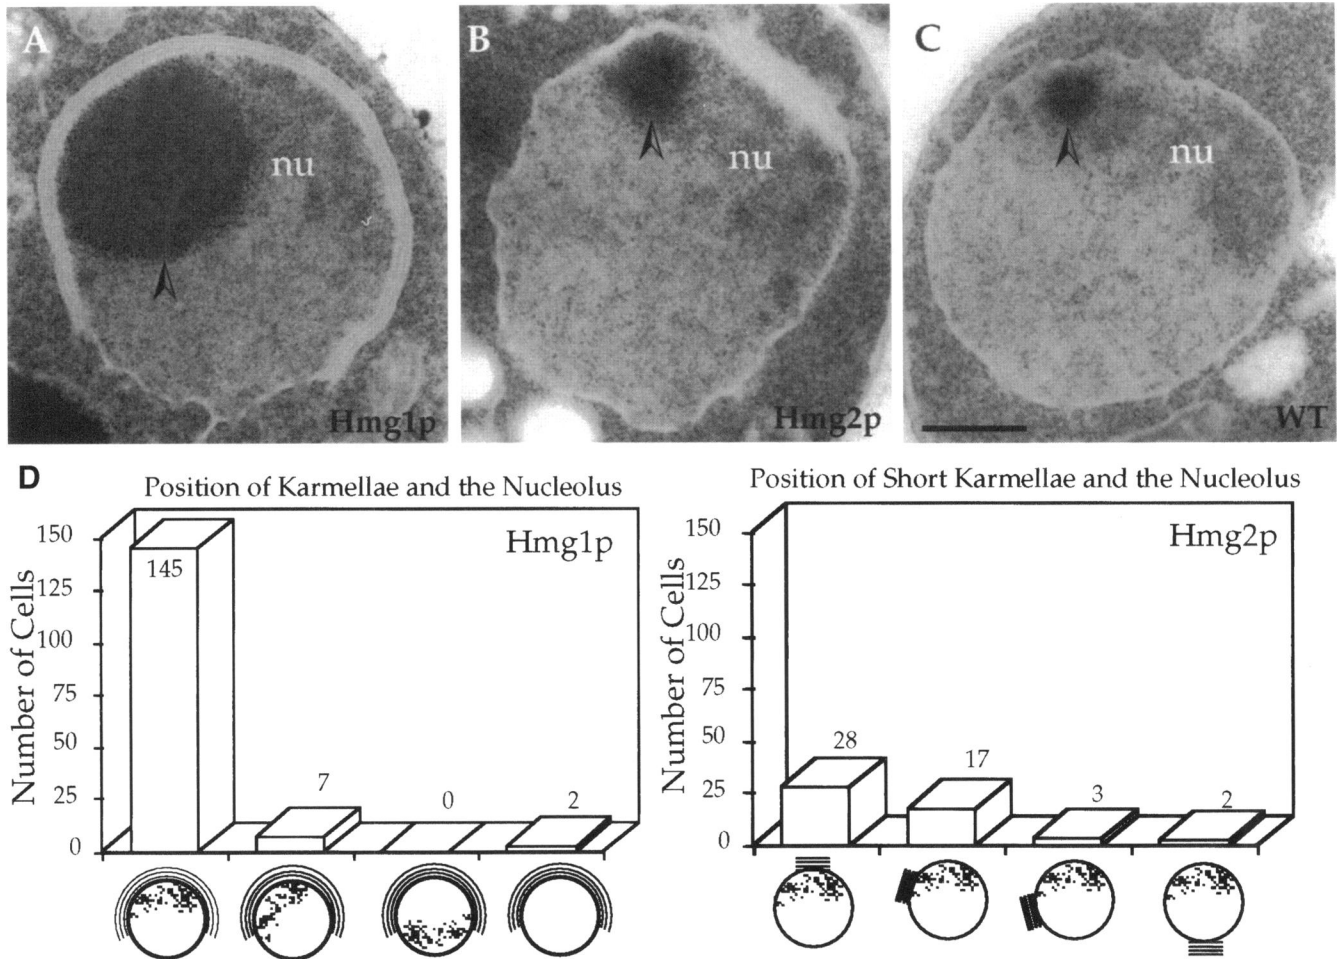 A
B
C
nu
nu
nu
Hmg1p
Hmg2p
WT
D
Position of Karmellae and the Nucleolus
Hmg1p
Number of Cells
150
125
100
75
50
25
0
145
7
0
2
Position of Short Karmellae and the Nucleolus
Hmg2p
Number of Cells
150
125
100
75
50
25
0
28
17
3
2